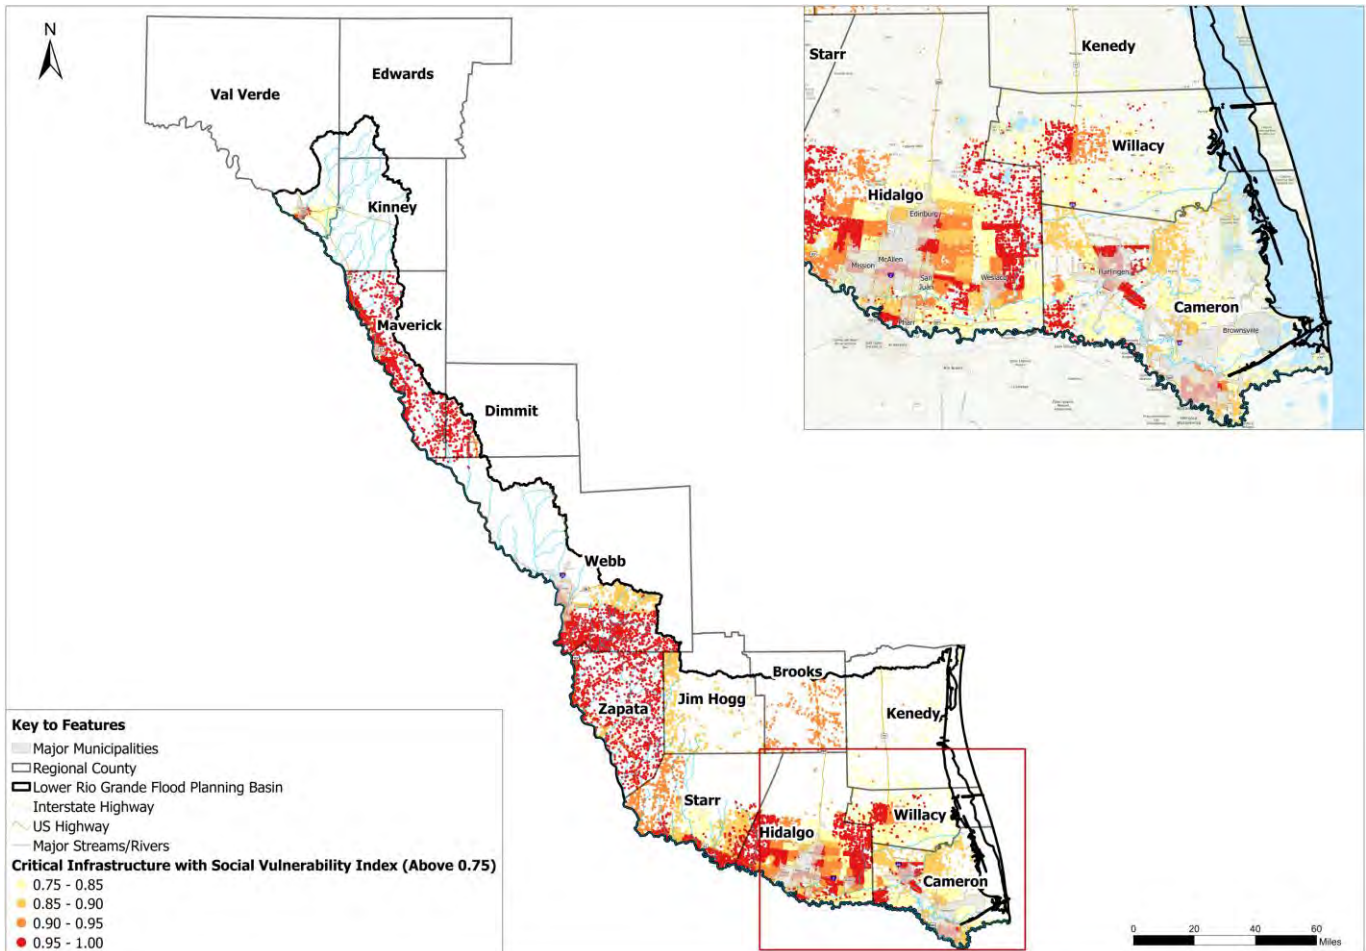 N
Val Verde
Edwards
Kinney
Maverick
Dimmit
Webb
Zapata
Jim Hogg
Brooks
Kenedy
Starr
Hidalgo
Willacy
Cameron
Starr
Kenedy
Willacy
Hidalgo
Edinburg
Mission
McAllen
San
Juan
Weslaco
Pharr
Harlingen
Cameron
Brownsville
Key to Features
Major Municipalities
Regional County
Lower Rio Grande Flood Planning Basin
Interstate Highway
US Highway
Major Streams/Rivers
Critical Infrastructure with Social Vulnerability Index (Above 0.75)
0.75 - 0.85
0.85 - 0.90
0.90 - 0.95
0.95 - 1.00
0 20 40 60
Miles